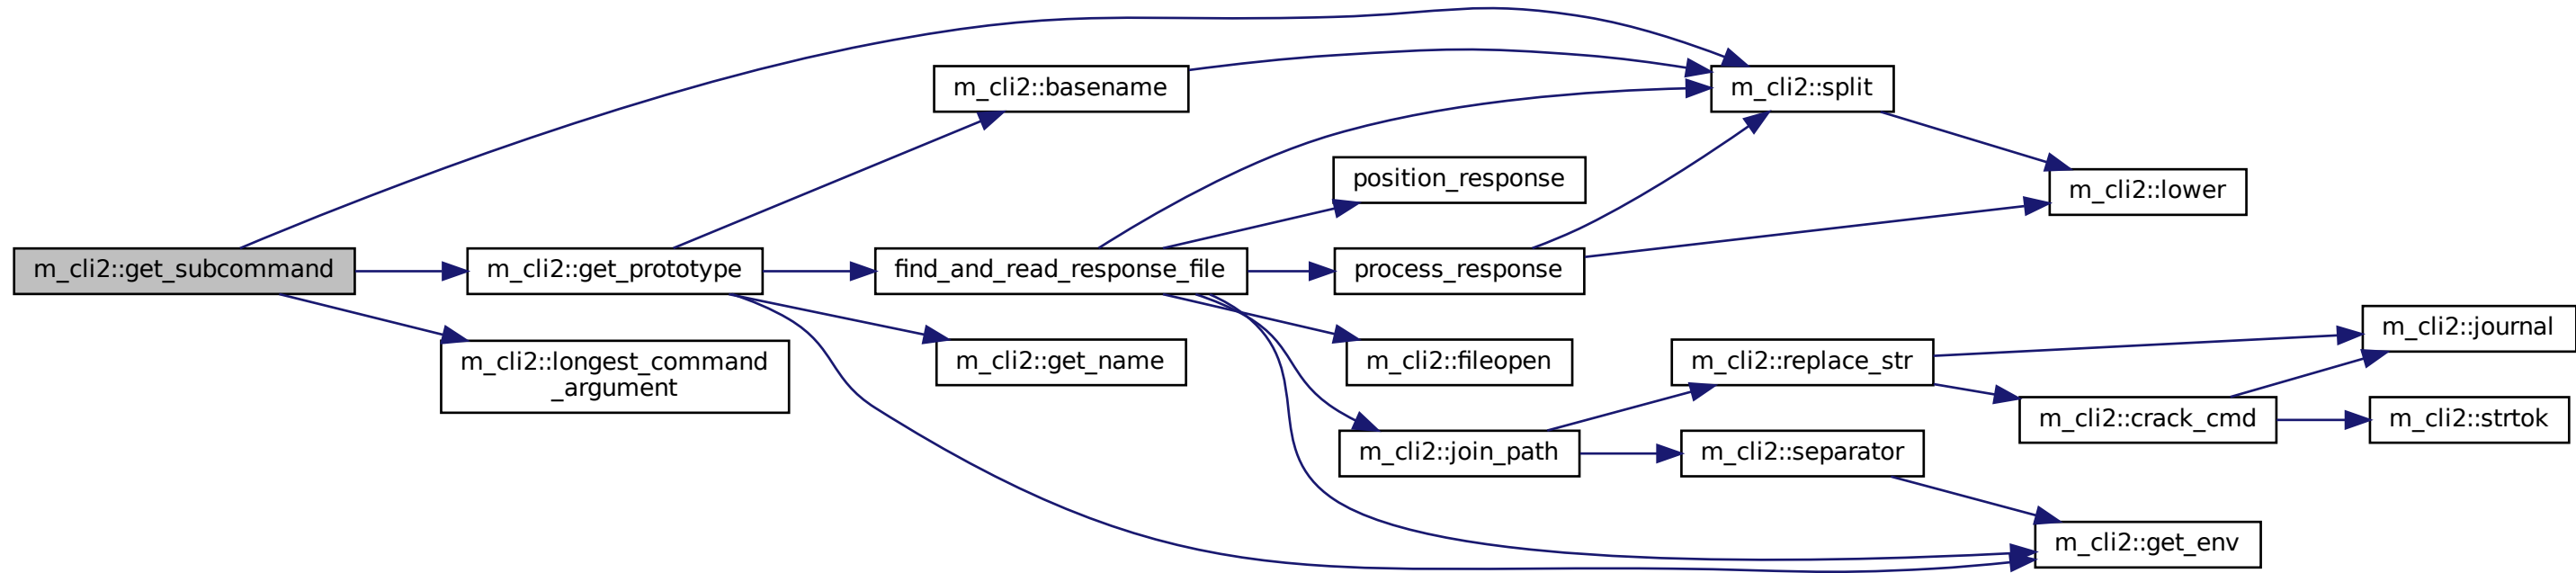 m_cli2::get_subcommand
m_cli2::get_prototype
m_cli2::longest_command
_argument
m_cli2::basename
find_and_read_response_file
m_cli2::get_name
position_response
process_response
m_cli2::fileopen
m_cli2::join_path
m_cli2::split
m_cli2::replace_str
m_cli2::separator
m_cli2::lower
m_cli2::crack_cmd
m_cli2::get_env
m_cli2::journal
m_cli2::strtok